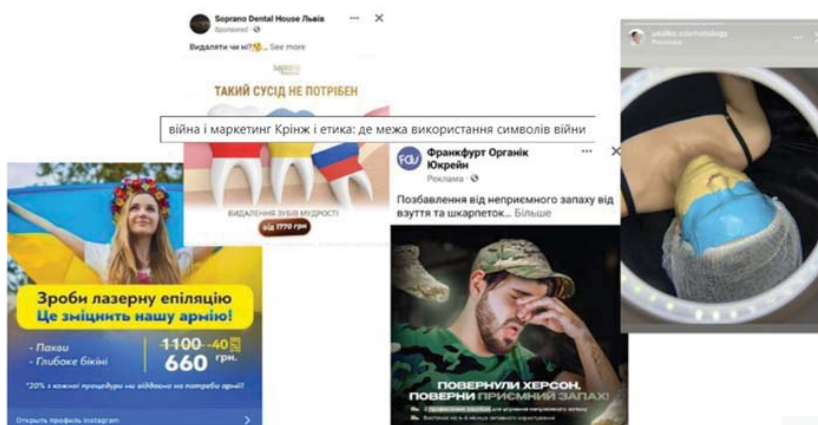 Soprano Dental House Львів
Sponsored
Видаляти чи ні?... See more
ТАКИЙ СУСІД НЕ ПОТРІБЕН
війна і маркетинг Крінж і етика: де межа використання символів війни
ВИДАЛЕННЯ ЗУБІВ МУДРОСТІ
від 1770 грн
Франкфурт Органік
Юкрейн
Реклама
Позбавлення від неприємного запаху від
взуття та шкарпеток... Більше
ПОВЕРНУЛИ ХЕРСОН,
ПОВЕРНИ ПРИЄМНИЙ ЗАПАХ!
Реклама
Зроби лазерну епіляцію
Це зміцнить нашу армію!
- Пахви
- Глибоке бікіні
1100 -40
660 грн.
*20% з кожної процедури ми віддаємо на потреби армії!
Открыть профиль Instagram